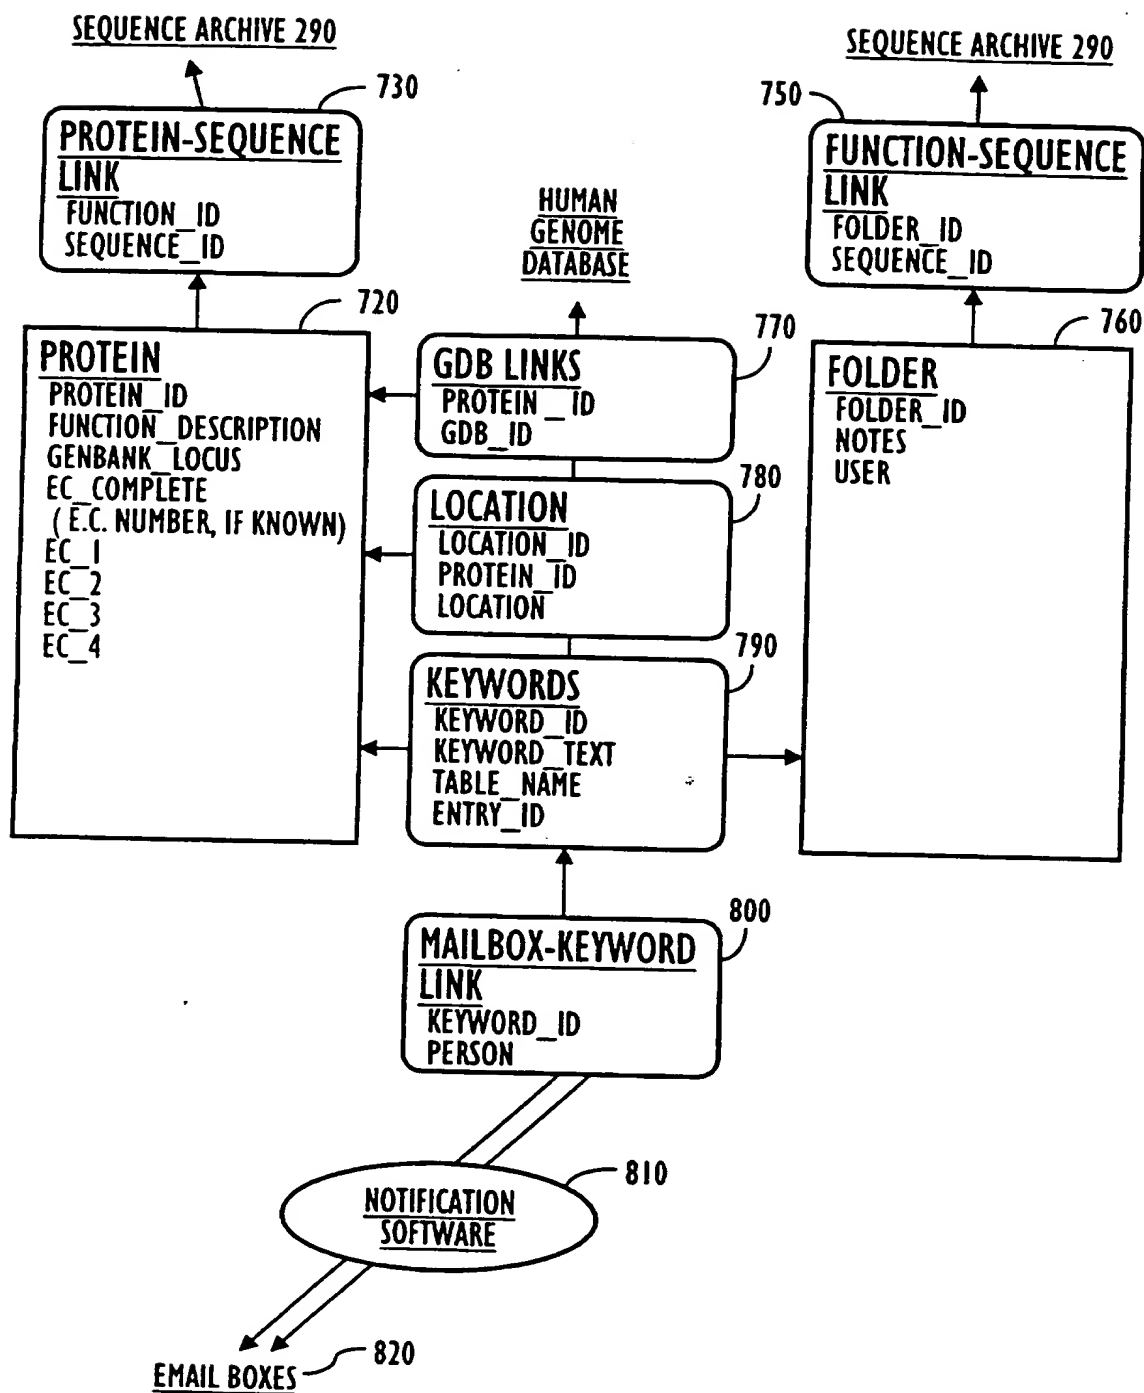 SEQUENCE ARCHIVE 290
730
PROTEIN-SEQUENCE
LINK
FUNCTION_ID
SEQUENCE_ID
SEQUENCE ARCHIVE 290
750
FUNCTION-SEQUENCE
LINK
FOLDER_ID
SEQUENCE_ID
HUMAN
GENOME
DATABASE
720
PROTEIN
PROTEIN_ID
FUNCTION_DESCRIPTION
GENBANK_LOCUS
EC_COMPLETE
( E.C. NUMBER, IF KNOWN)
EC_1
EC_2
EC_3
EC_4
770
GDB LINKS
PROTEIN_ID
GDB_ID
780
LOCATION
LOCATION_ID
PROTEIN_ID
LOCATION
790
KEYWORDS
KEYWORD_ID
KEYWORD_TEXT
TABLE_NAME
ENTRY_ID
760
FOLDER
FOLDER_ID
NOTES
USER
800
MAILBOX-KEYWORD
LINK
KEYWORD_ID
PERSON
810
NOTIFICATION
SOFTWARE
EMAIL BOXES 820